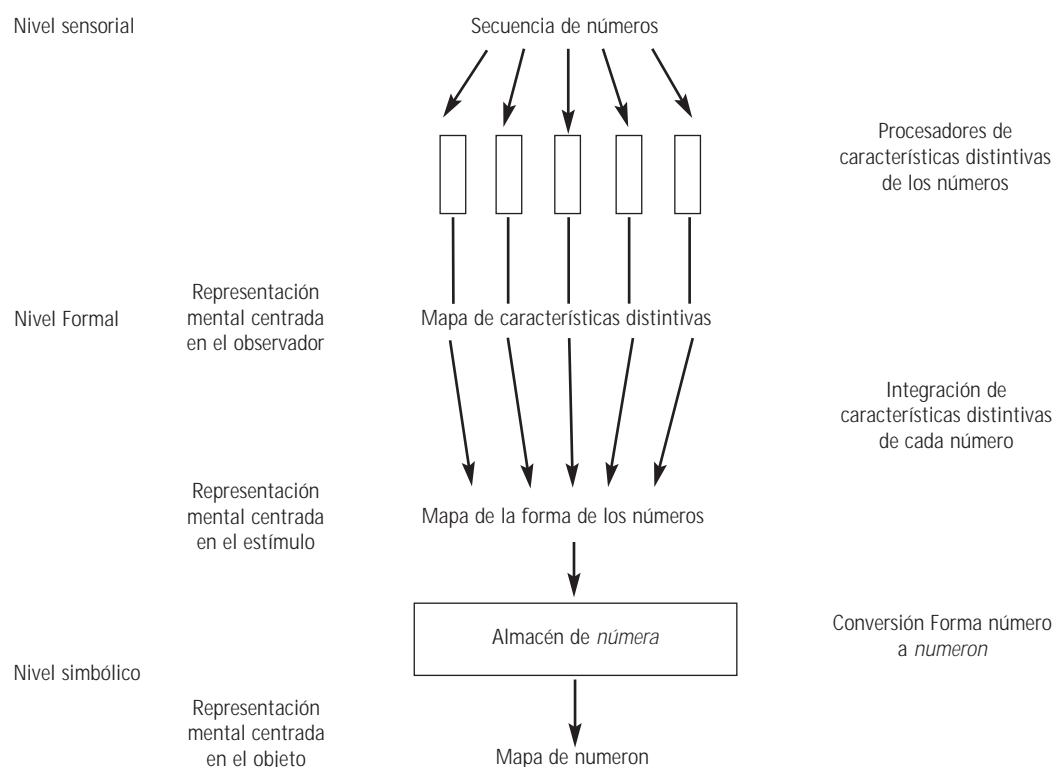 Nivel sensorial
Secuencia de números
Procesadores de
características distintivas
de los números
Representación
mental centrada
en el observador
Nivel Formal
Mapa de características distintivas
Integración de
características distintivas
de cada número
Representación
mental centrada
en el estímulo
Mapa de la forma de los números
Almacén de númera
Conversión Forma número
a numeron
Nivel simbólico
Representación
mental centrada
en el objeto
Mapa de numeron